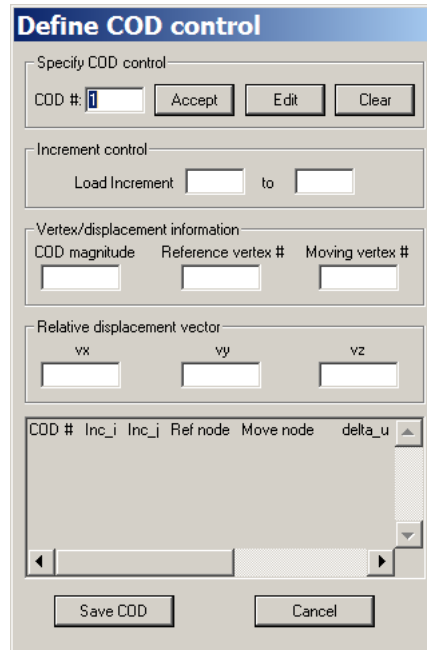 Define COD control
Specify COD control
COD #: 1 Accept Edit Clear
Increment control
Load Increment to
Vertex/displacement information
COD magnitude Reference vertex # Moving vertex #
Relative displacement vector
vx vy vz
COD # Inc_i Inc_j Ref node Move node delta_u
Save COD Cancel